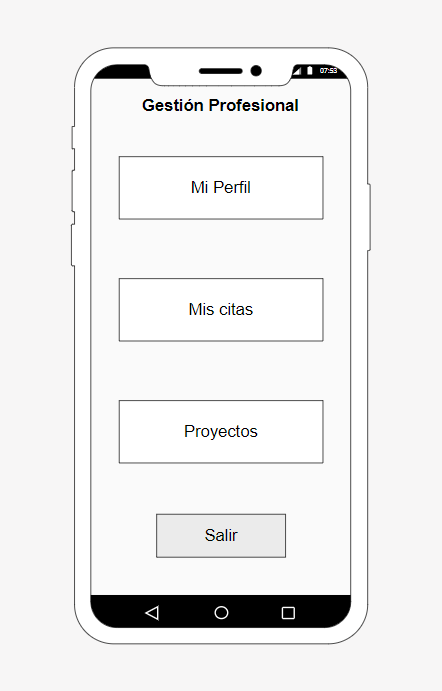 07:53
Gestión Profesional
Mi Perfil
Mis citas
Proyectos
Salir